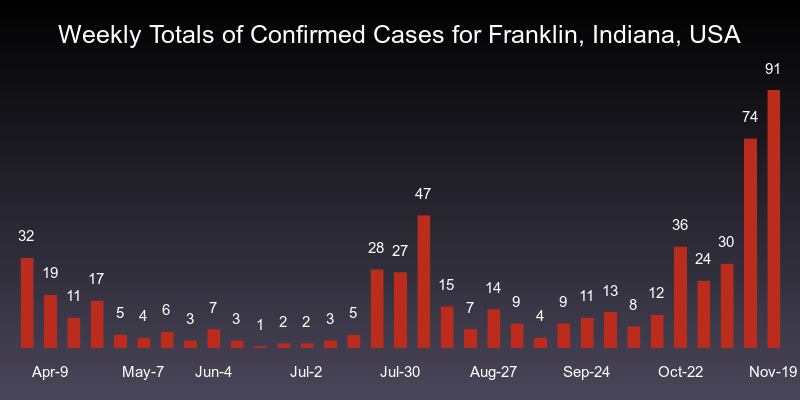 Weekly Totals of Confirmed Cases for Franklin, Indiana, USA
32 19 11 17 5 4 6 3 7 3 1 2 2 3 5 28 27 47 15 7 14 9 4 9 11 13 8 12 36 24 30 74 91
Apr-9 May-7 Jun-4 Jul-2 Jul-30 Aug-27 Sep-24 Oct-22 Nov-19